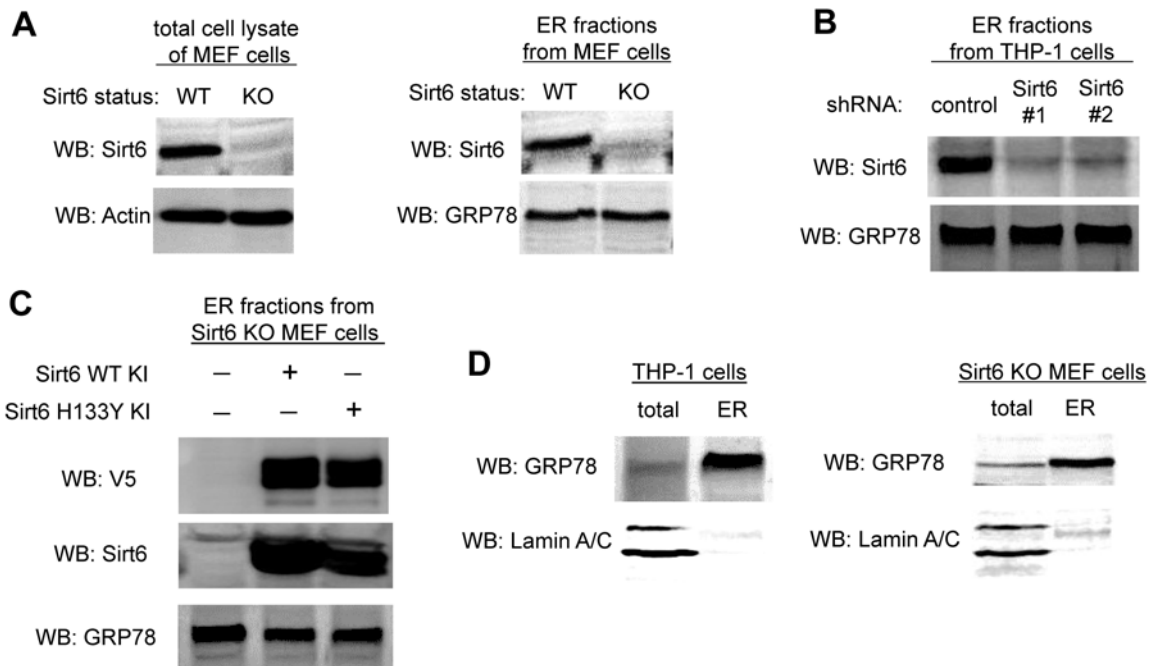 A
total cell lysate
of MEF cells
Sirt6 status: WT KO
WB: Sirt6
WB: Actin
ER fractions
from MEF cells
Sirt6 status: WT KO
WB: Sirt6
WB: GRP78
B
ER fractions
from THP-1 cells
shRNA: control Sirt6 #1 Sirt6 #2
WB: Sirt6
WB: GRP78
C
ER fractions from
Sirt6 KO MEF cells
Sirt6 WT KI – + –
Sirt6 H133Y KI – – +
WB: V5
WB: Sirt6
WB: GRP78
D
THP-1 cells
total ER
WB: GRP78
WB: Lamin A/C
Sirt6 KO MEF cells
total ER
WB: GRP78
WB: Lamin A/C